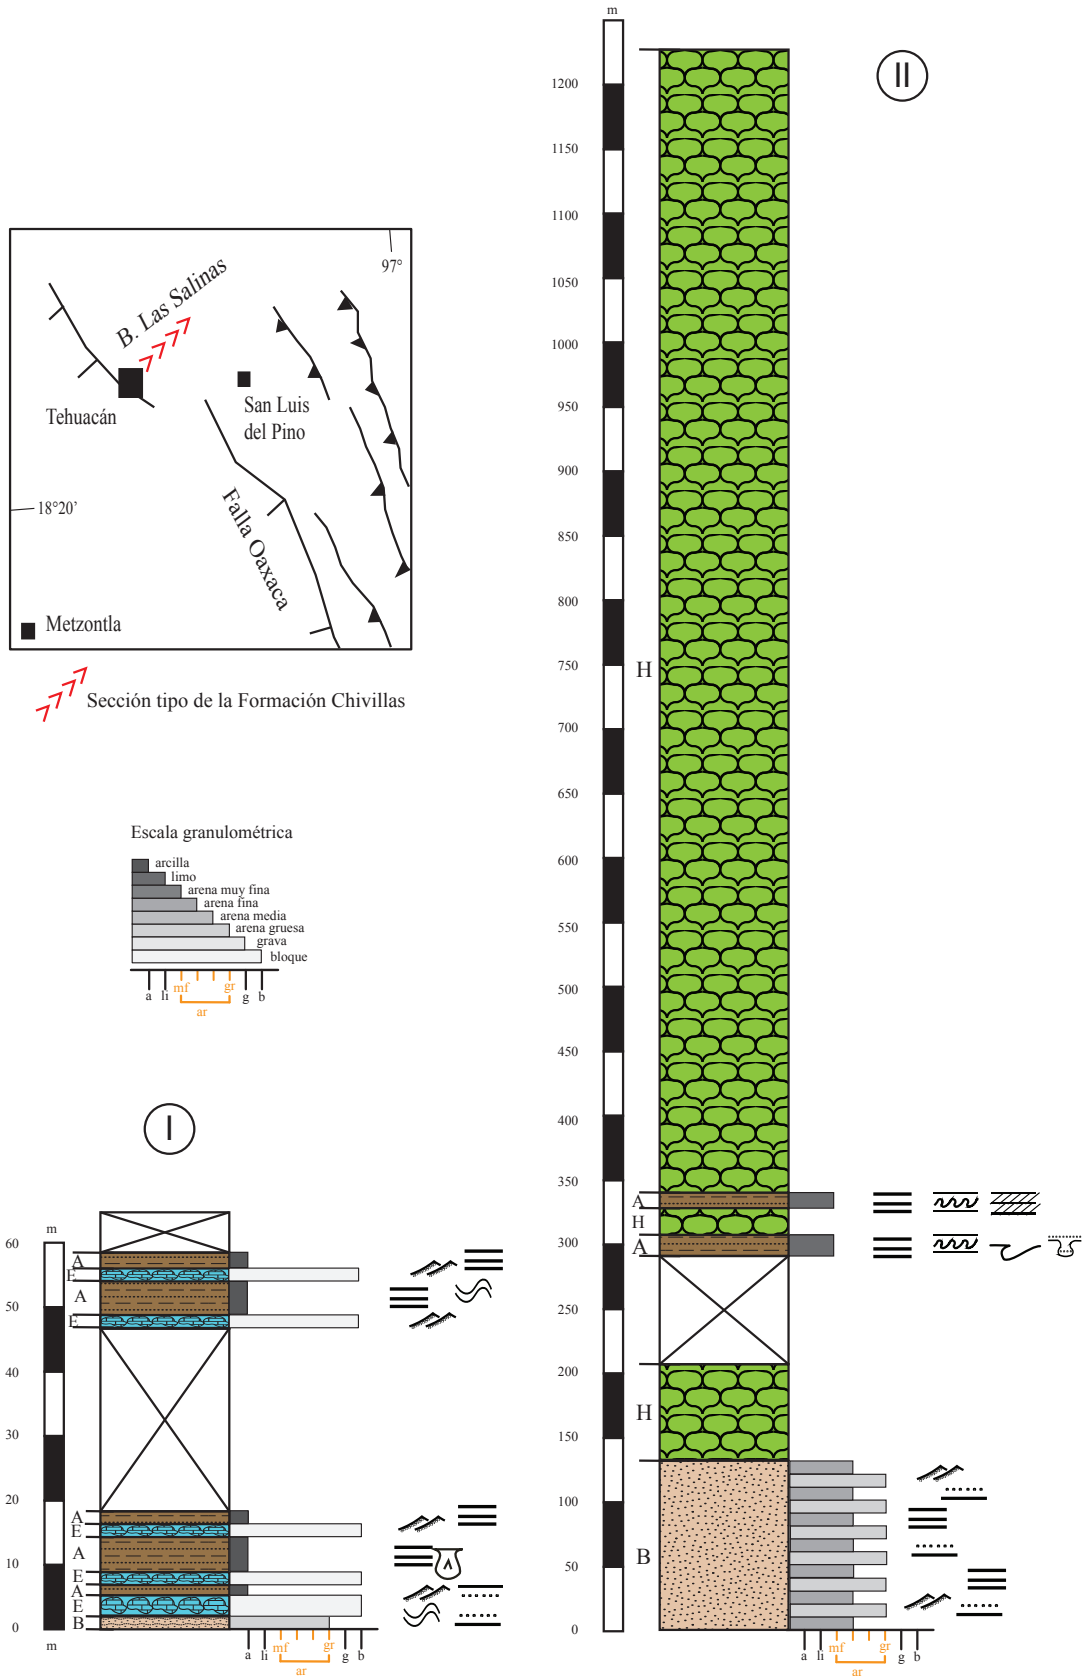 m
II
1200
1150
1100
1050
1000
950
900
850
800
750
700
650
600
550
500
450
400
350
300
250
200
150
100
50
0
H
A
H
A
H
B
a
li
mf
gr
g
b
ar
97°
B. Las Salinas
Tehuacán
San Luis
del Pino
18°20’
Falla Oaxaca
Metzontla
Sección tipo de la Formación Chivillas
Escala granulométrica
arcilla
limo
arena muy fina
arena fina
arena media
arena gruesa
grava
bloque
a
li
mf
gr
g
b
ar
I
m
60
50
40
30
20
10
0
m
A
E
A
E
A
E
A
E
A
E
B
a
li
mf
gr
g
b
ar